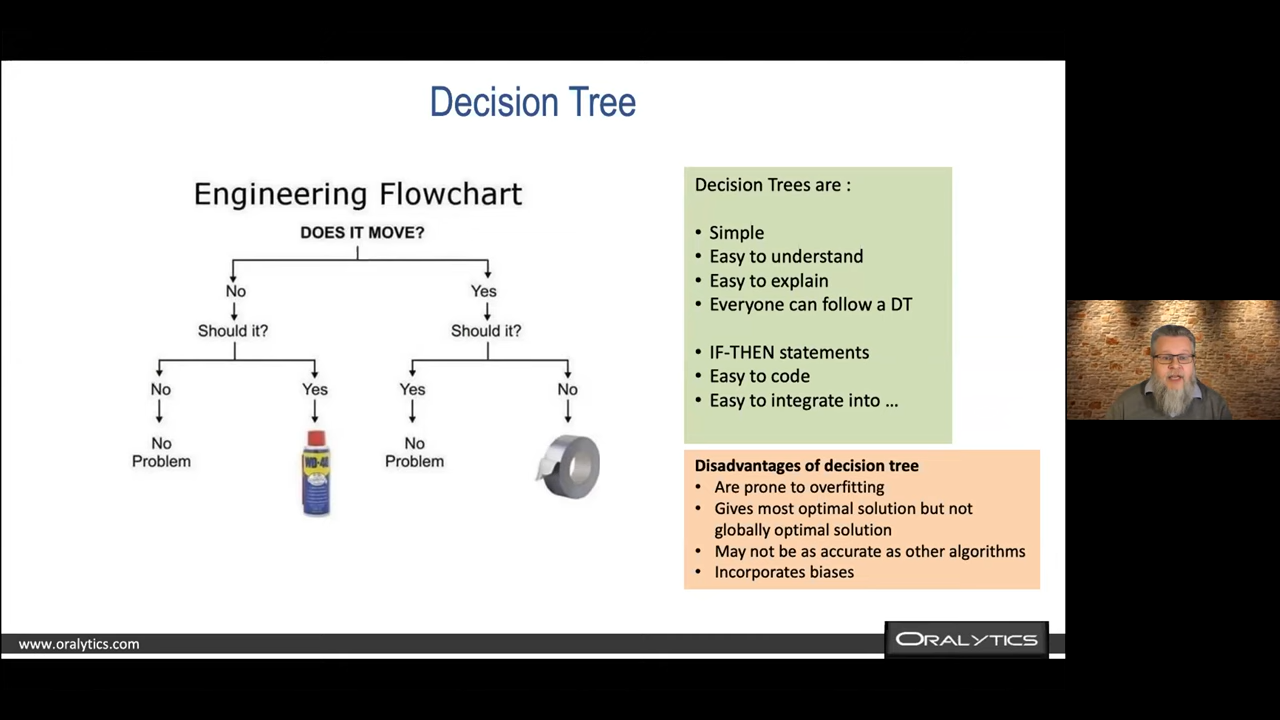 Decision Tree
Engineering Flowchart
DOES IT MOVE?
No
Yes
Should it?
Should it?
No
Yes
Yes
No
No
Problem
WD-40
No
Problem
Decision Trees are :
• Simple
• Easy to understand
• Easy to explain
• Everyone can follow a DT
• IF-THEN statements
• Easy to code
• Easy to integrate into ...
Disadvantages of decision tree
• Are prone to overfitting
• Gives most optimal solution but not
globally optimal solution
• May not be as accurate as other algorithms
• Incorporates biases
www.oralytics.com
ORALYTICS